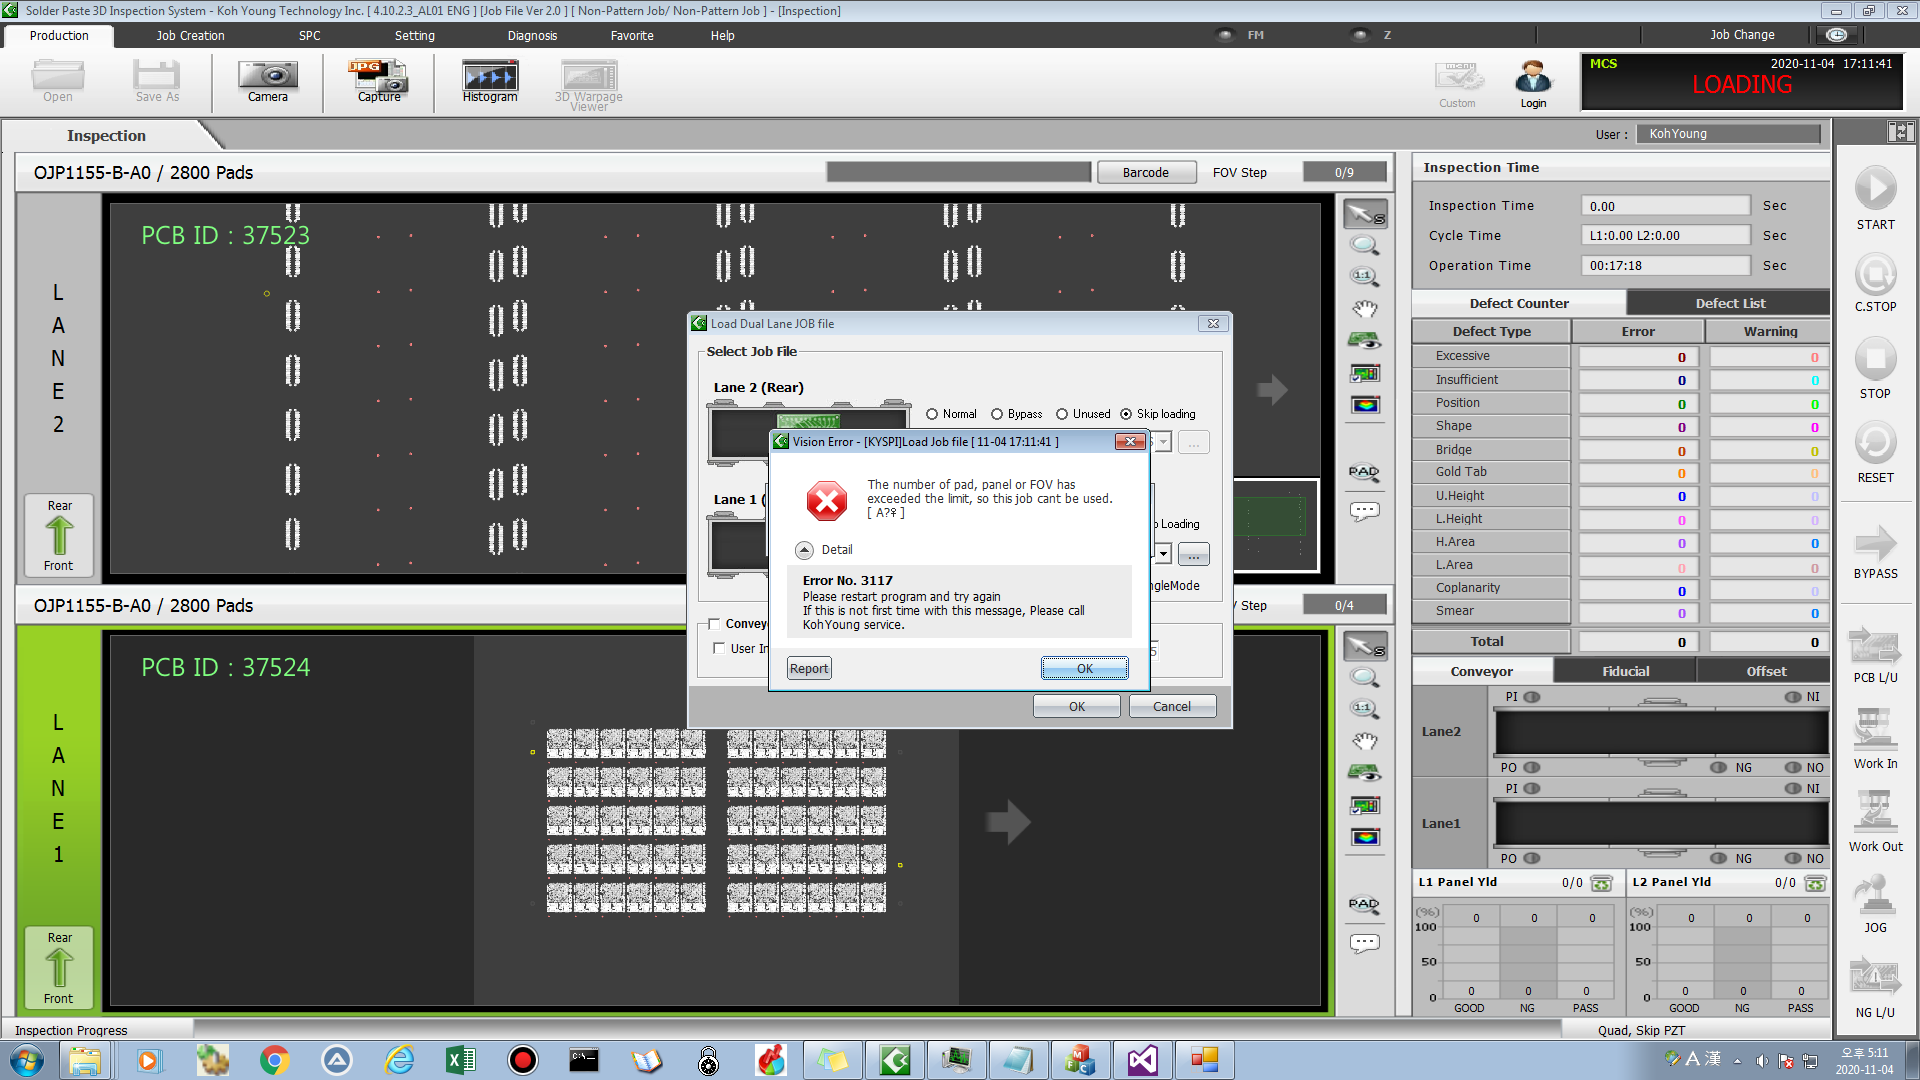 Solder Paste 3D Inspection System - Koh Young Technology Inc. [ 4.10.2.3_AL01 ENG ] [Job File Ver 2.0 ] [ Non-Pattern Job/ Non-Pattern Job ] - [Inspection]
Production Job Creation SPC Setting Diagnosis Favorite Help FM Z Job Change
Open Save As Camera JPG Capture Histogram 3D Warpage Viewer Custom Login
MCS 2020-11-04 17:11:41
LOADING
Inspection
User : KohYoung
OJP1155-B-A0 / 2800 Pads
Barcode FOV Step 0/9
LANE2
PCB ID : 37523
Rear
Front
1:1
PAD
Load Dual Lane JOB file
Select Job File
Lane 2 (Rear)
Normal Bypass Unused Skip loading
...
Lane 1 (
Loading
...
ngleMode
Convey
User In
OK Cancel
Vision Error - [KYSPI]Load Job file [ 11-04 17:11:41 ]
The number of pad, panel or FOV has
exceeded the limit, so this job cant be used.
[ A?♀ ]
Detail
Error No. 3117
Please restart program and try again
If this is not first time with this message, Please call
KohYoung service.
Report OK
OJP1155-B-A0 / 2800 Pads
Step 0/4
LANE1
PCB ID : 37524
Rear
Front
1:1
PAD
Inspection Time
Inspection Time 0.00 Sec
Cycle Time L1:0.00 L2:0.00 Sec
Operation Time 00:17:18 Sec
Defect Counter Defect List
Defect Type Error Warning
Excessive 0 0
Insufficient 0 0
Position 0 0
Shape 0 0
Bridge 0 0
Gold Tab 0 0
U.Height 0 0
L.Height 0 0
H.Area 0 0
L.Area 0 0
Coplanarity 0 0
Smear 0 0
Total 0 0
Conveyor Fiducial Offset
PI NI
Lane2
PO NG NO
PI NI
Lane1
PO NG NO
L1 Panel Yld 0/0 L2 Panel Yld 0/0
(%) 0 0 0 (%) 0 0 0
100 100
50 50
0 0 0 0 0 0 0 0
GOOD NG PASS GOOD NG PASS
START
C.STOP
STOP
RESET
BYPASS
PCB L/U
Work In
Work Out
JOG
NG L/U
Inspection Progress
Quad, Skip PZT
A 漢
오후 5:11
2020-11-04